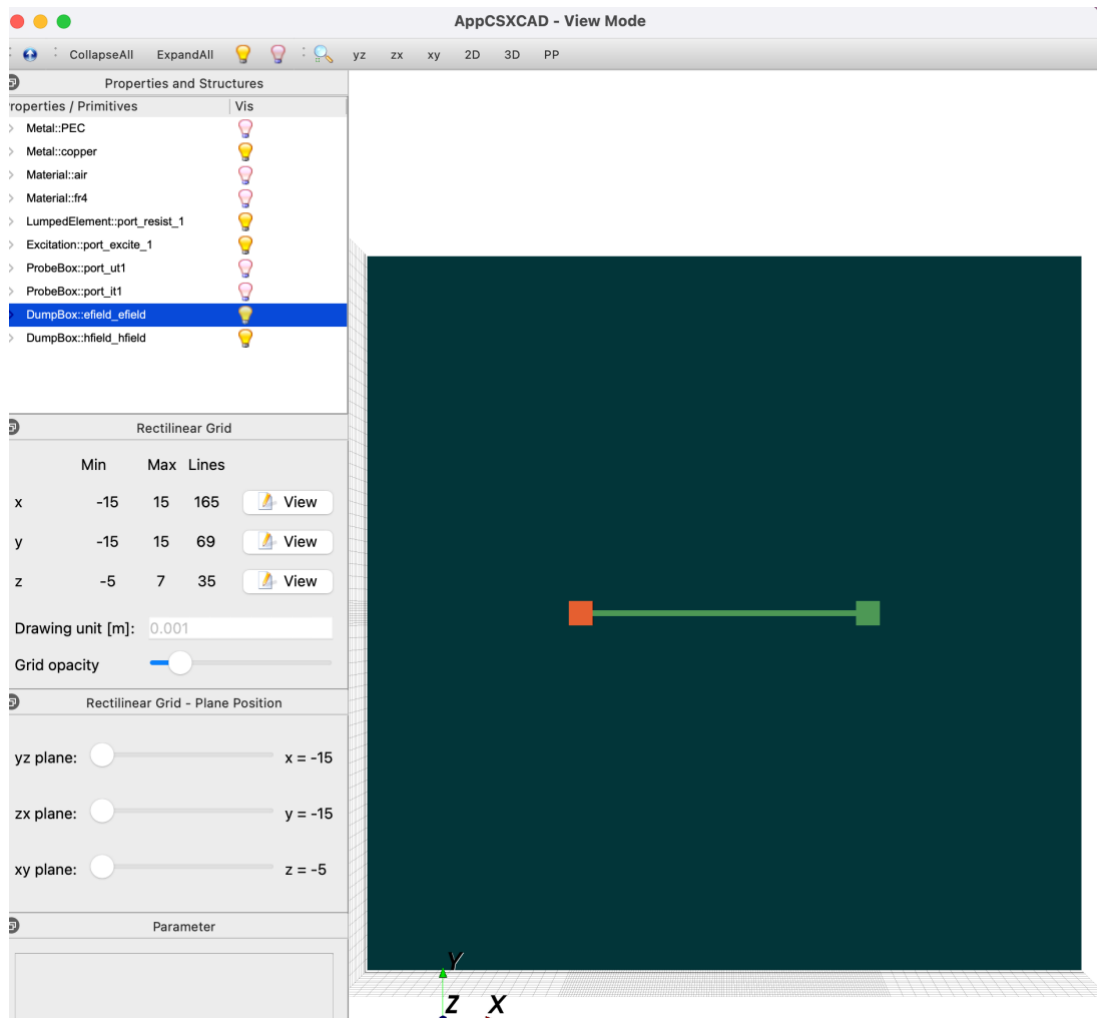 AppCSXCAD - View Mode
CollapseAll ExpandAll yz zx xy 2D 3D PP
Properties and Structures
roperties / Primitives Vis
Metal::PEC
Metal::copper
Material::air
Material::fr4
LumpedElement::port_resist_1
Excitation::port_excite_1
ProbeBox::port_ut1
ProbeBox::port_it1
DumpBox::efield_efield
DumpBox::hfield_hfield
Rectilinear Grid
Min Max Lines
x -15 15 165 View
y -15 15 69 View
z -5 7 35 View
Drawing unit [m]: 0.001
Grid opacity
Rectilinear Grid - Plane Position
yz plane: x = -15
zx plane: y = -15
xy plane: z = -5
Parameter
Y
Z X